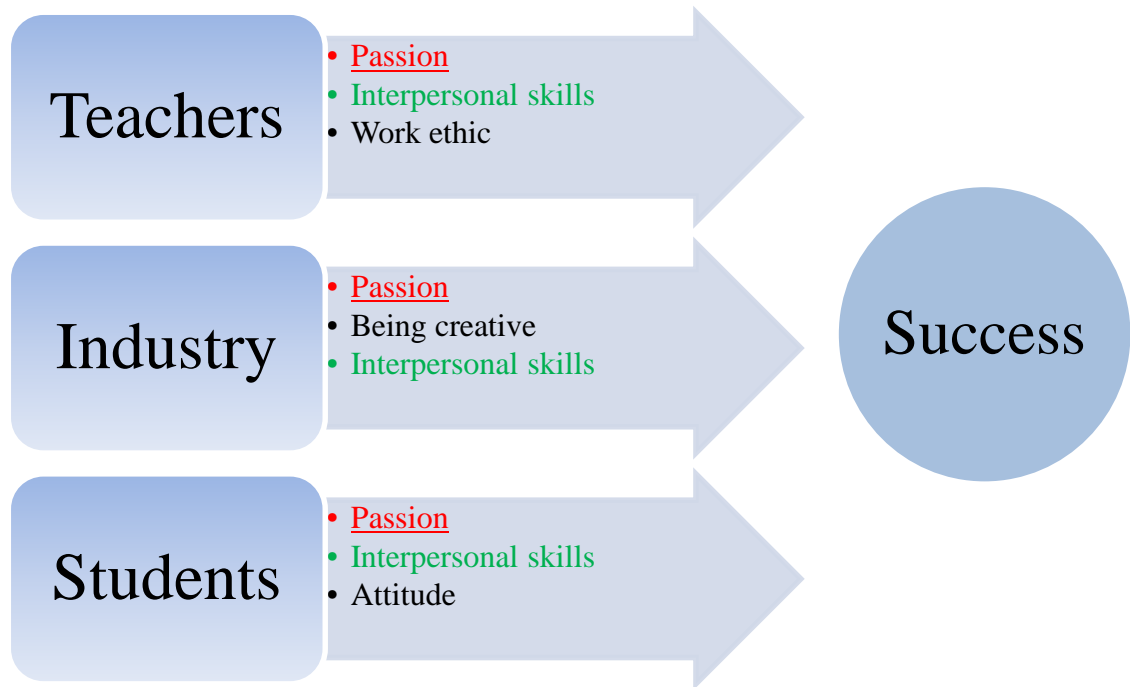 Teachers
• Passion
• Interpersonal skills
• Work ethic
Industry
• Passion
• Being creative
• Interpersonal skills
Students
• Passion
• Interpersonal skills
• Attitude
Success